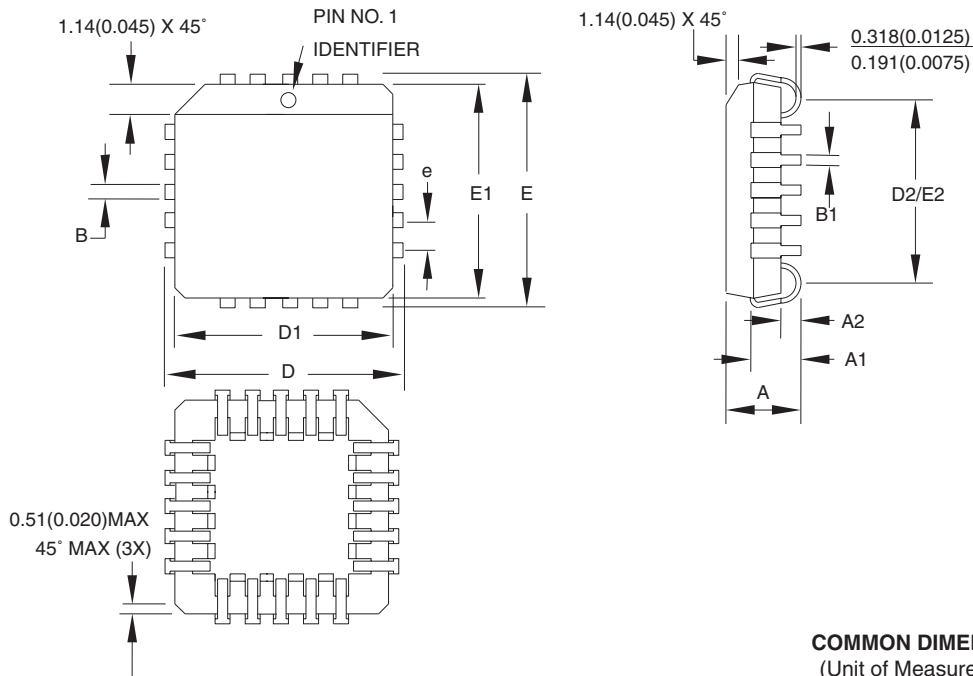 1.14(0.045) X 45˚
PIN NO. 1
IDENTIFIER
1.14(0.045) X 45˚
0.318(0.0125)
0.191(0.0075)
e
E1
E
B
B1
D2/E2
D1
D
A2
A1
A
0.51(0.020)MAX
45˚ MAX (3X)
COMMON DIME
(Unit of Measure